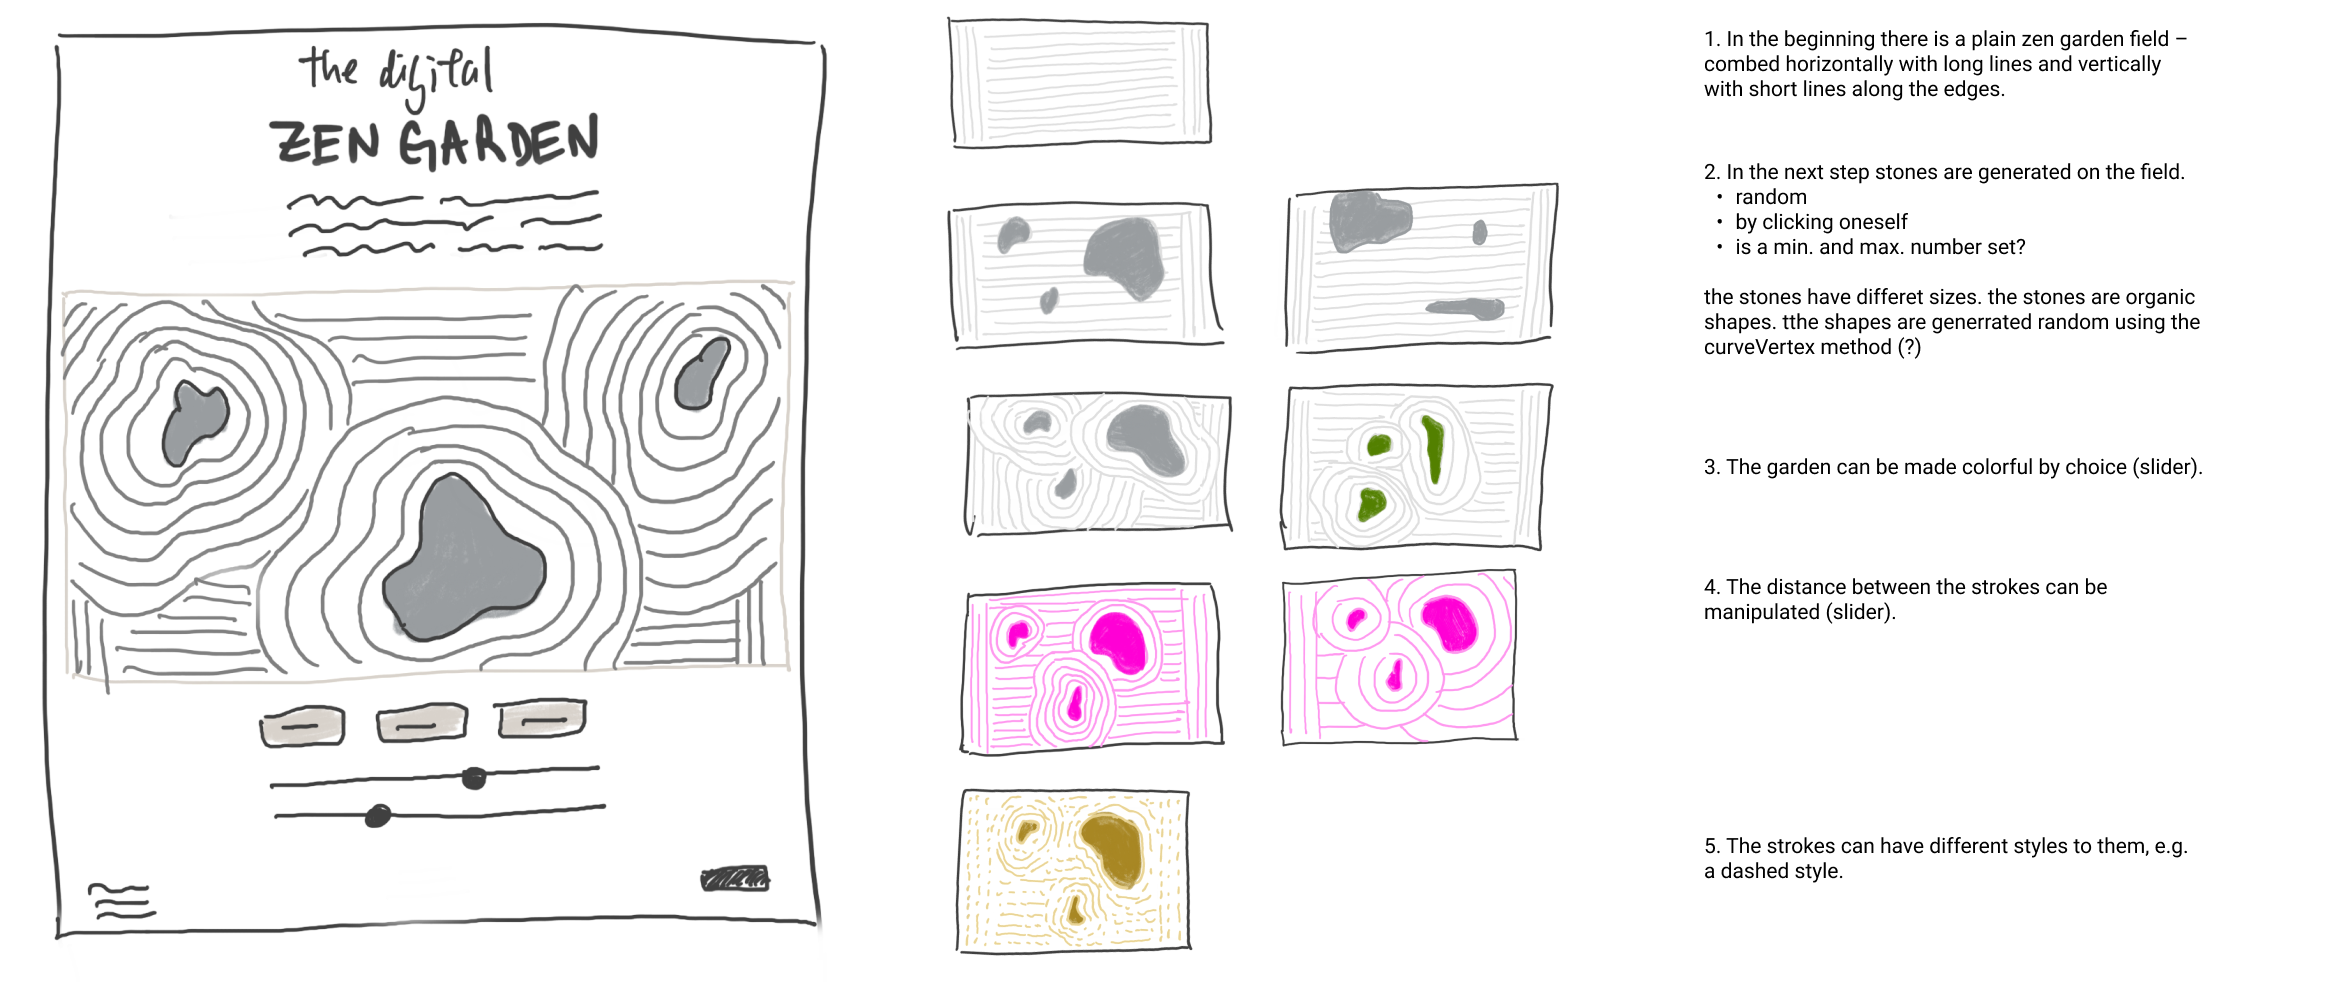 the digital
ZEN GARDEN
1. In the beginning there is a plain zen garden field –
combed horizontally with long lines and vertically
with short lines along the edges.
2. In the next step stones are generated on the field.
• random
• by clicking oneself
• is a min. and max. number set?
the stones have differet sizes. the stones are organic
shapes. tthe shapes are generrated random using the
curveVertex method (?)
3. The garden can be made colorful by choice (slider).
4. The distance between the strokes can be
manipulated (slider).
5. The strokes can have different styles to them, e.g.
a dashed style.